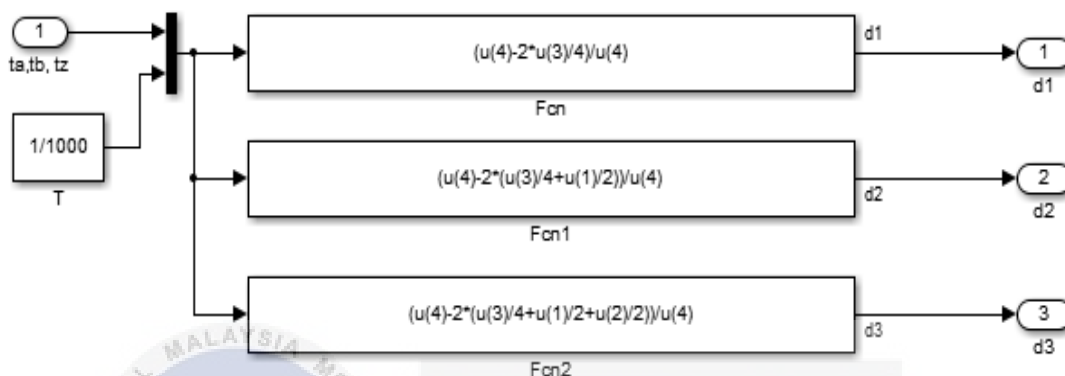 1
ta,tb, tz
1/1000
T
(u(4)-2*u(3)/4)/u(4)
Fcn
d1
1
d1
(u(4)-2*(u(3)/4+u(1)/2))/u(4)
Fcn1
d2
2
d2
(u(4)-2*(u(3)/4+u(1)/2+u(2)/2))/u(4)
Fcn2
d3
3
d3
MALAYSIA